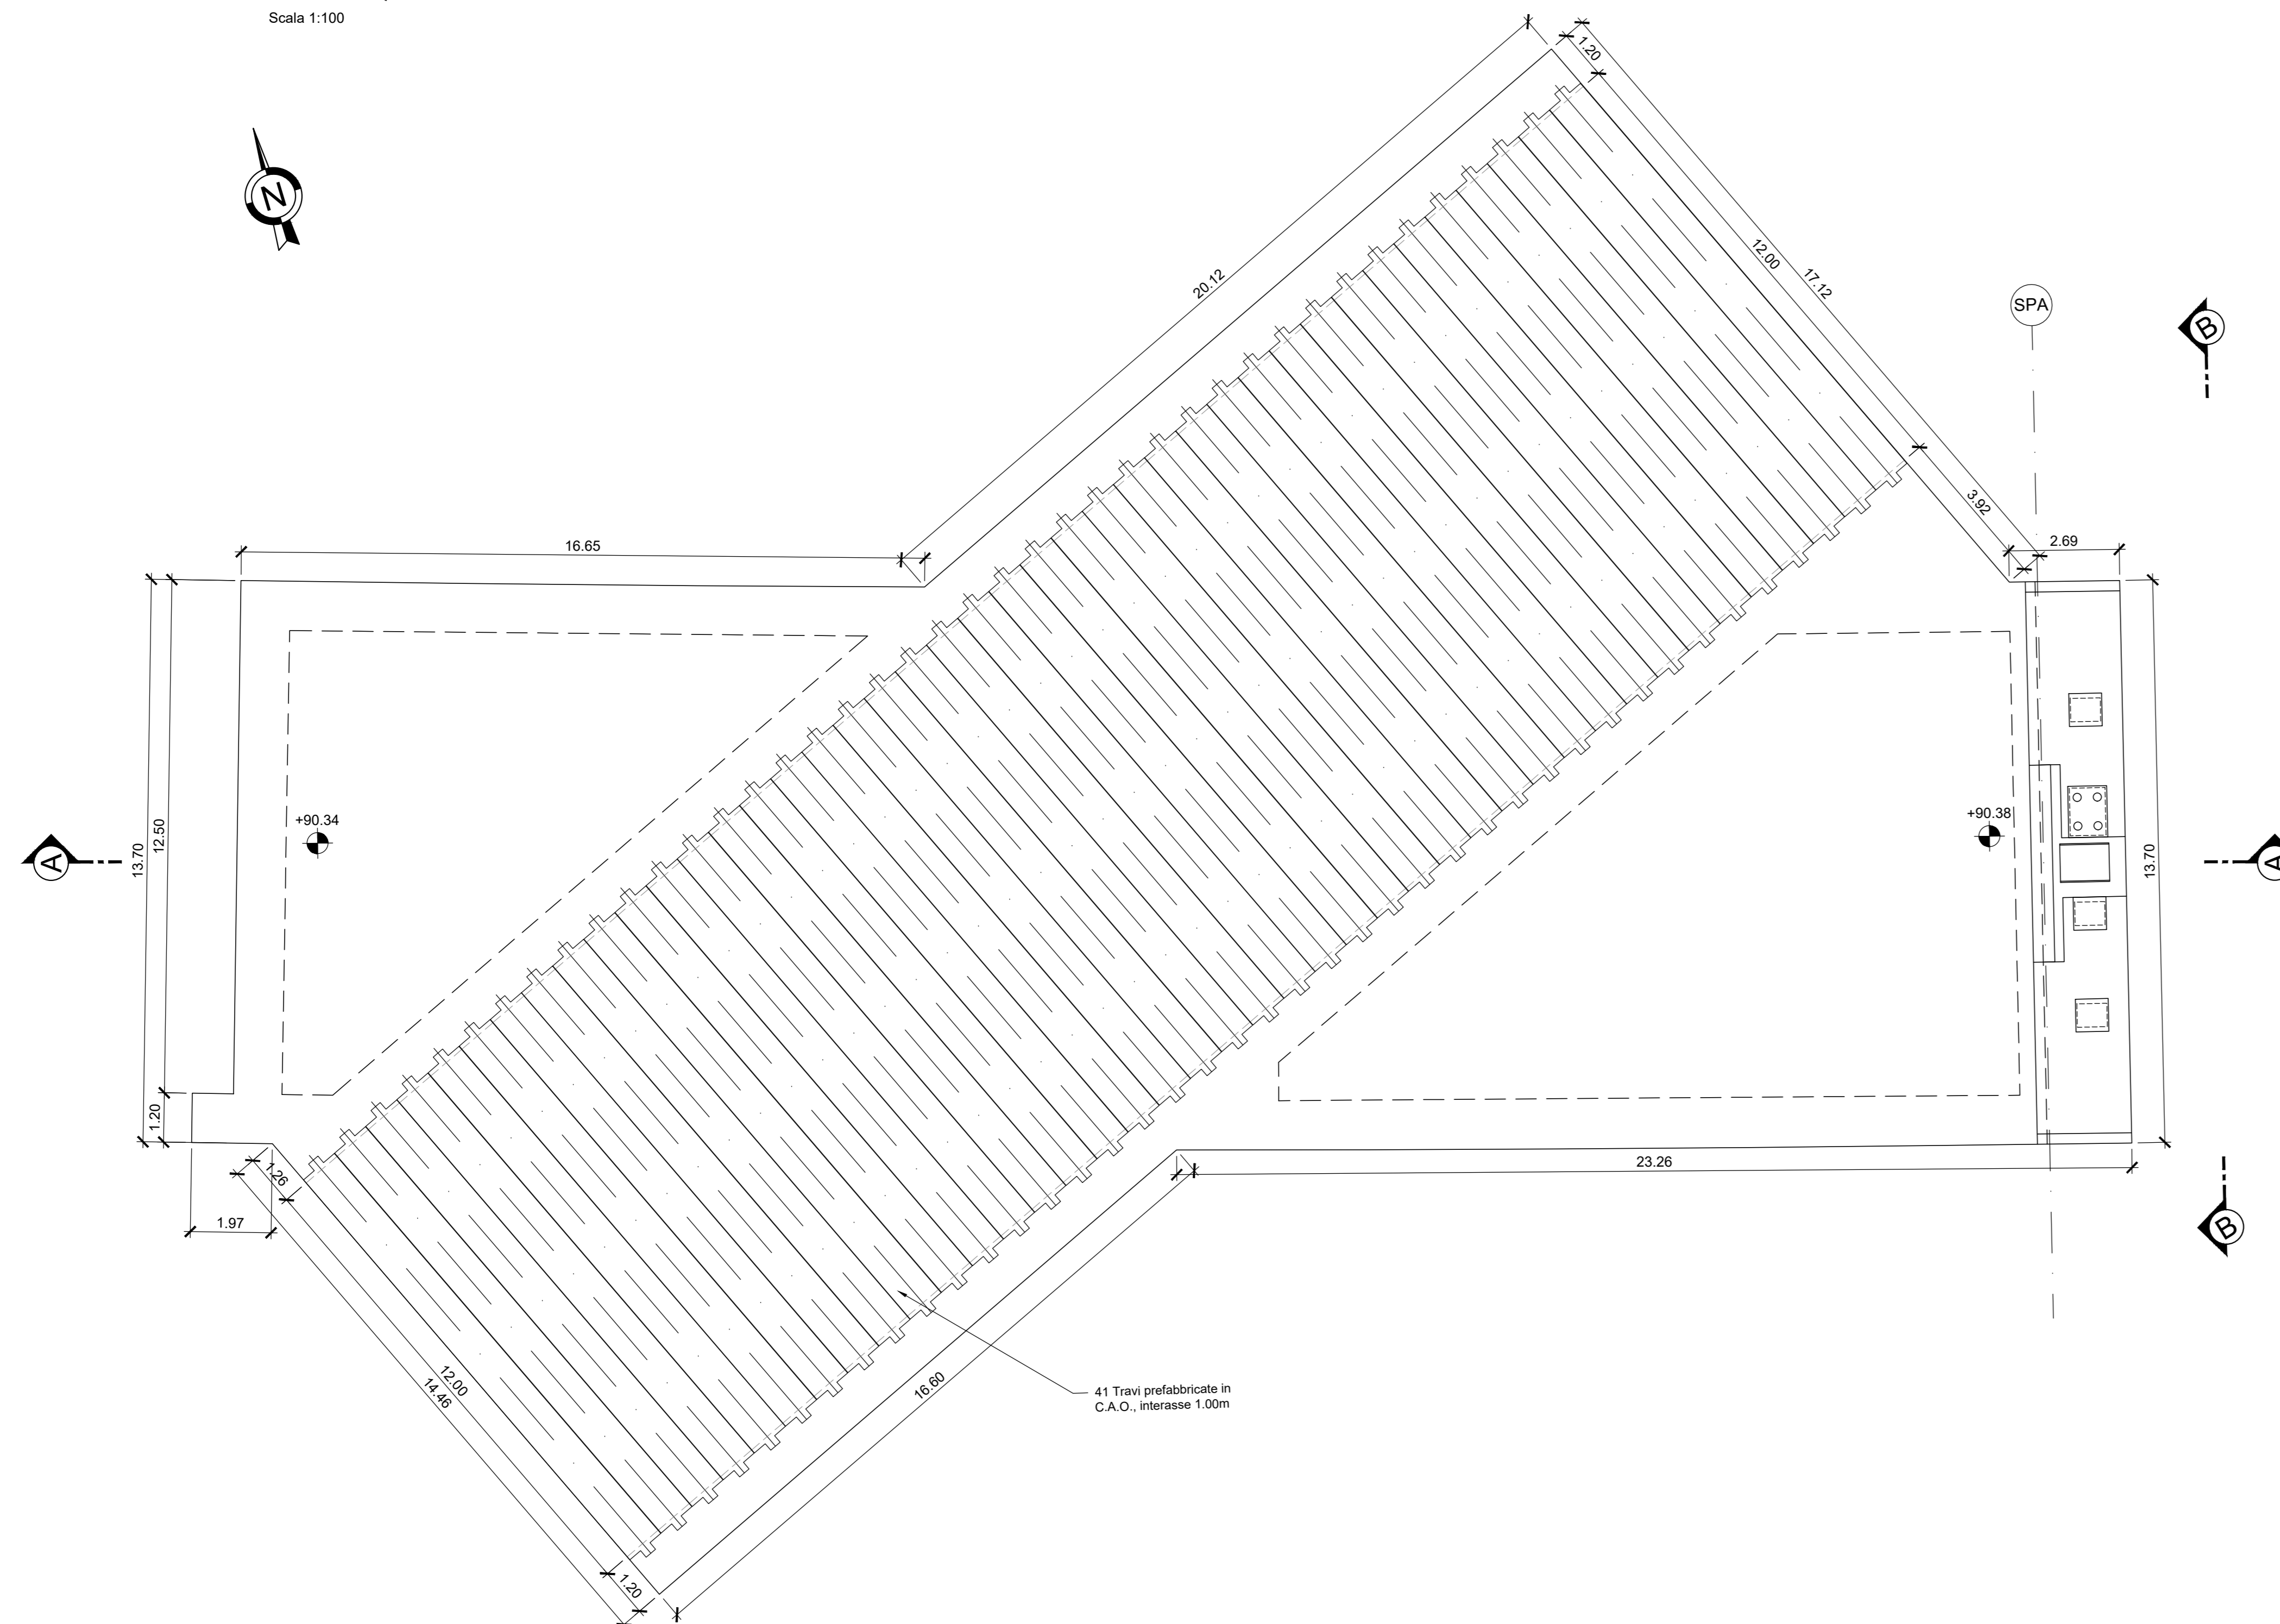 Scala 1:100
N
1.20
20.12
12.00
17.12
SPA
B
3.92
2.69
16.65
+90.34
+90.38
12.50
13.70
A
A
13.70
1.20
1.26
1.97
23.26
B
12.00
14.46
16.60
41 Travi prefabbricate in
C.A.O., interasse 1.00m
1.20